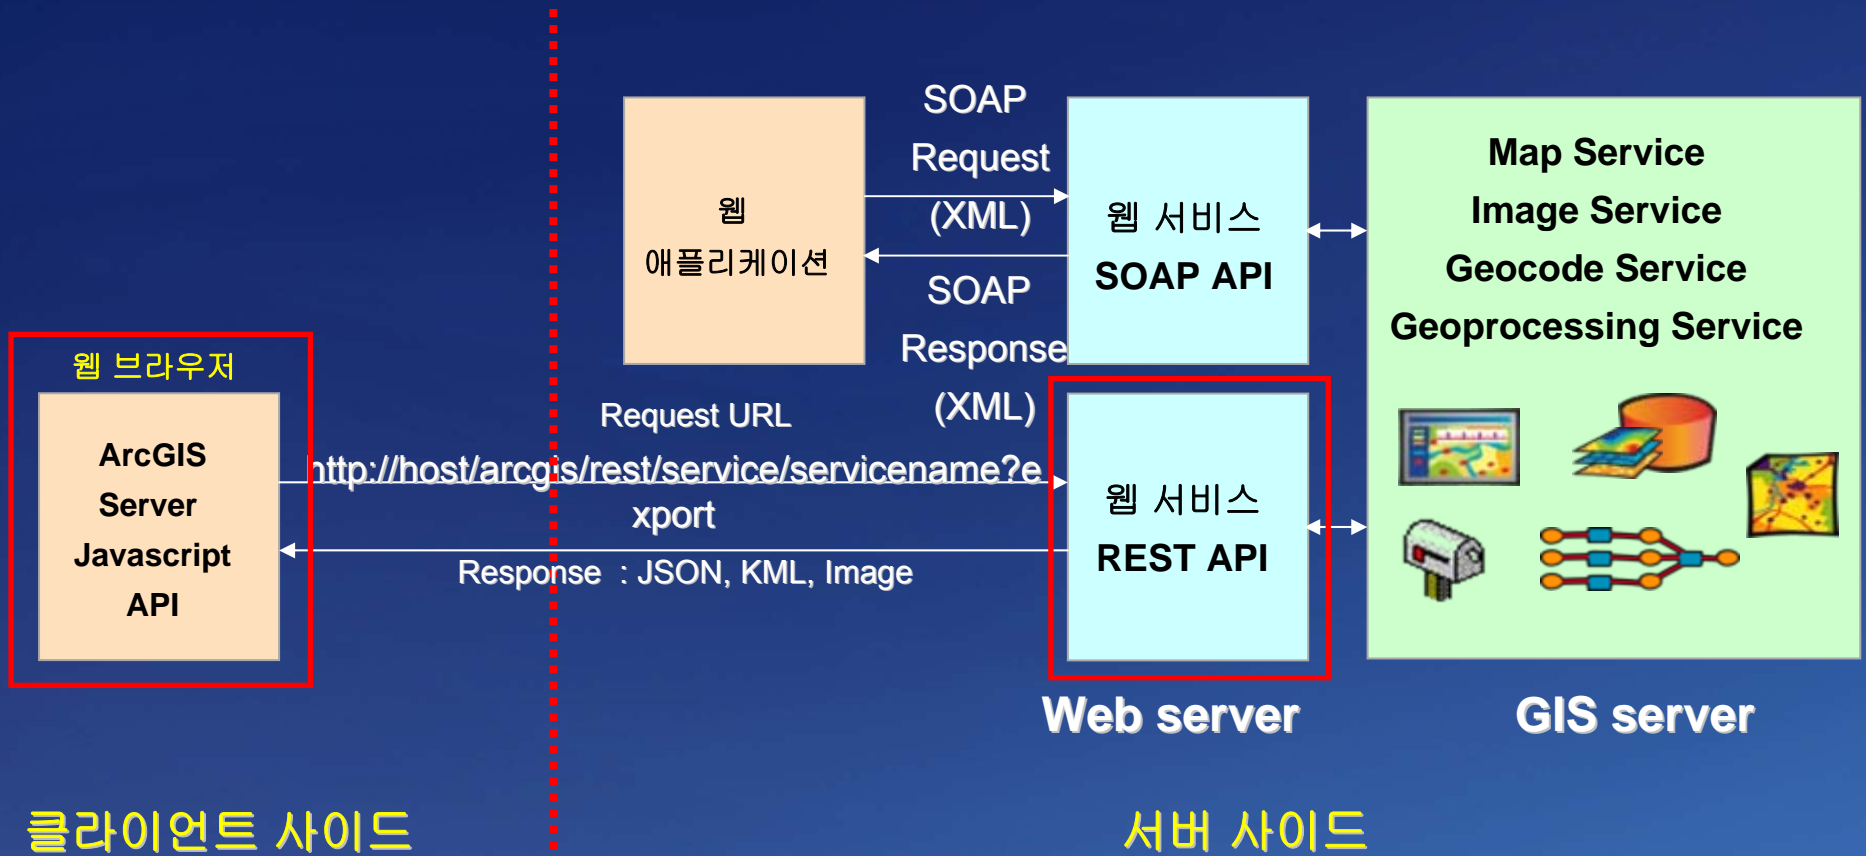 SOAP
Request
(XML)
SOAP
Response
(XML)
웹
애플리케이션
웹 서비스
SOAP API
Map Service
Image Service
Geocode Service
Geoprocessing Service
웹 브라우저
ArcGIS
Server
Javascript
API
Request URL
http://host/arcgis/rest/service/servicename?e
xport
Response : JSON, KML, Image
웹 서비스
REST API
Web server
GIS server
클라이언트 사이드
서버 사이드